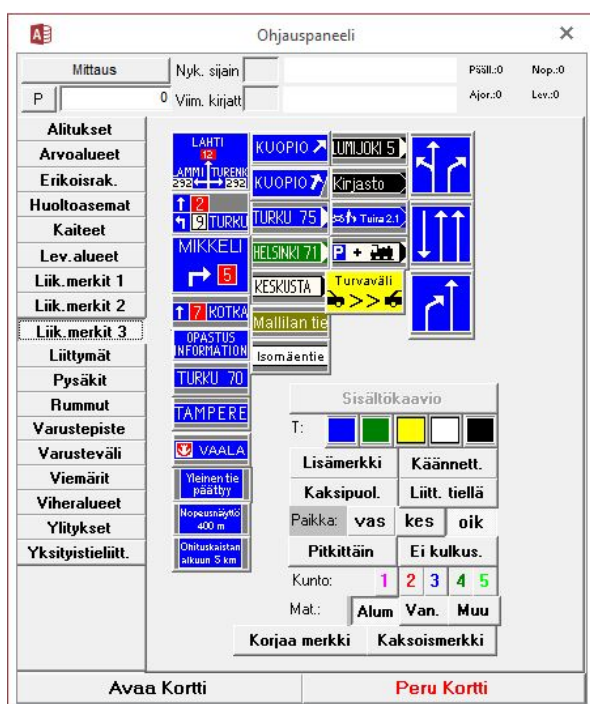 Ohjauspaneeli
Mittaus
Nyk. sijain
Pääll.:0
Nop.:0
P
0
Viim. kirjatt
Ajor.:0
Lev.:0
Alitukset
Arvoalueet
Erikoisrak.
Huoltoasemat
Kaiteet
Lev.alueet
Liik.merkit 1
Liik.merkit 2
Liik.merkit 3
Liittymät
Pysäkit
Rummut
Varustepiste
Varusteväli
Viemärit
Viheralueet
Ylitykset
Yksityistieliitt.
LAHTI
12
LAMMI TURENK
292 292
2
9 TURKU
MIKKELI
5
7 KOTKA
OPASTUS
INFORMATION
TURKU 70
TAMPERE
VAALA
Yleinen tie
päättyy
Nopeusnäyttö
400 m
Ohituskaistan
alkuun 5 km
KUOPIO
KUOPIO
TURKU 75
HELSINKI 71
KESKUSTA
Mallilan tie
Isomäentie
LUMIJOKI 5
Kirjasto
Tuira 2.1
P +
Turvaväli
>>
Sisältökaavio
T:
Lisämerkki
Käännett.
Kaksipuol.
Liitt. tiellä
Paikka:
vas
kes
oik
Pitkittäin
Ei kulkus.
Kunto:
1 2 3 4 5
Mat.:
Alum
Van.
Muu
Korjaa merkki
Kaksoismerkki
Avaa Kortti
Peru Kortti